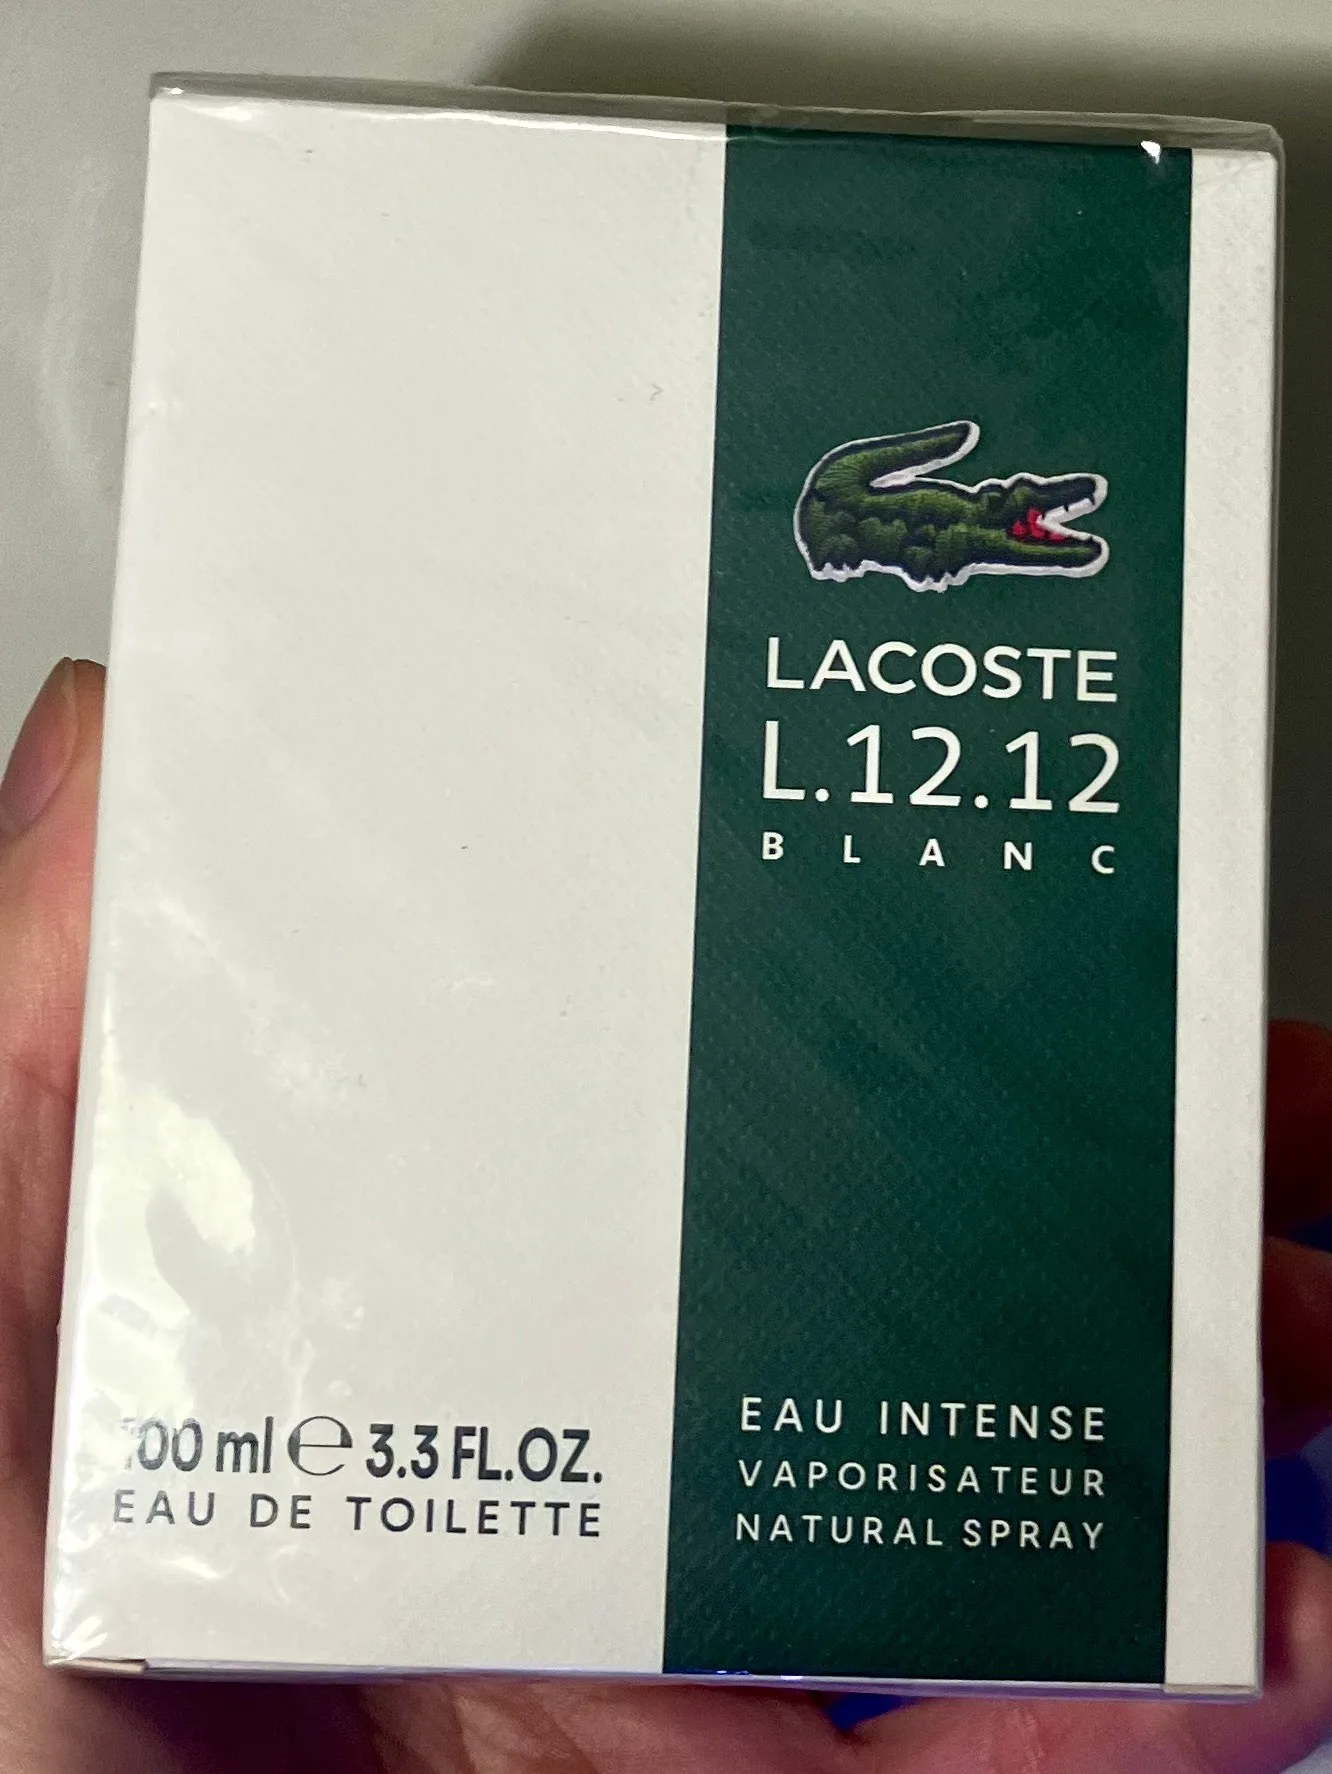 LACOSTE
L.12.12
BLANC
100 ml ℮ 3.3 FL.OZ.
EAU DE TOILETTE
EAU INTENSE
VAPORISATEUR
NATURAL SPRAY